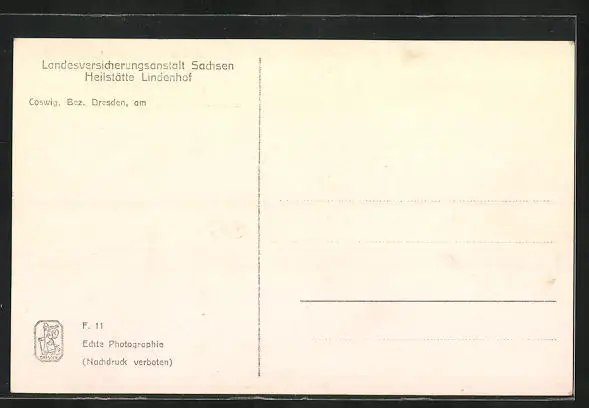 Landesversicherungsanstalt Sachsen
Heilstätte Lindenhof
Coswig, Bez. Dresden, am
F. 11
Echte Photographie
(Nachdruck verboten)